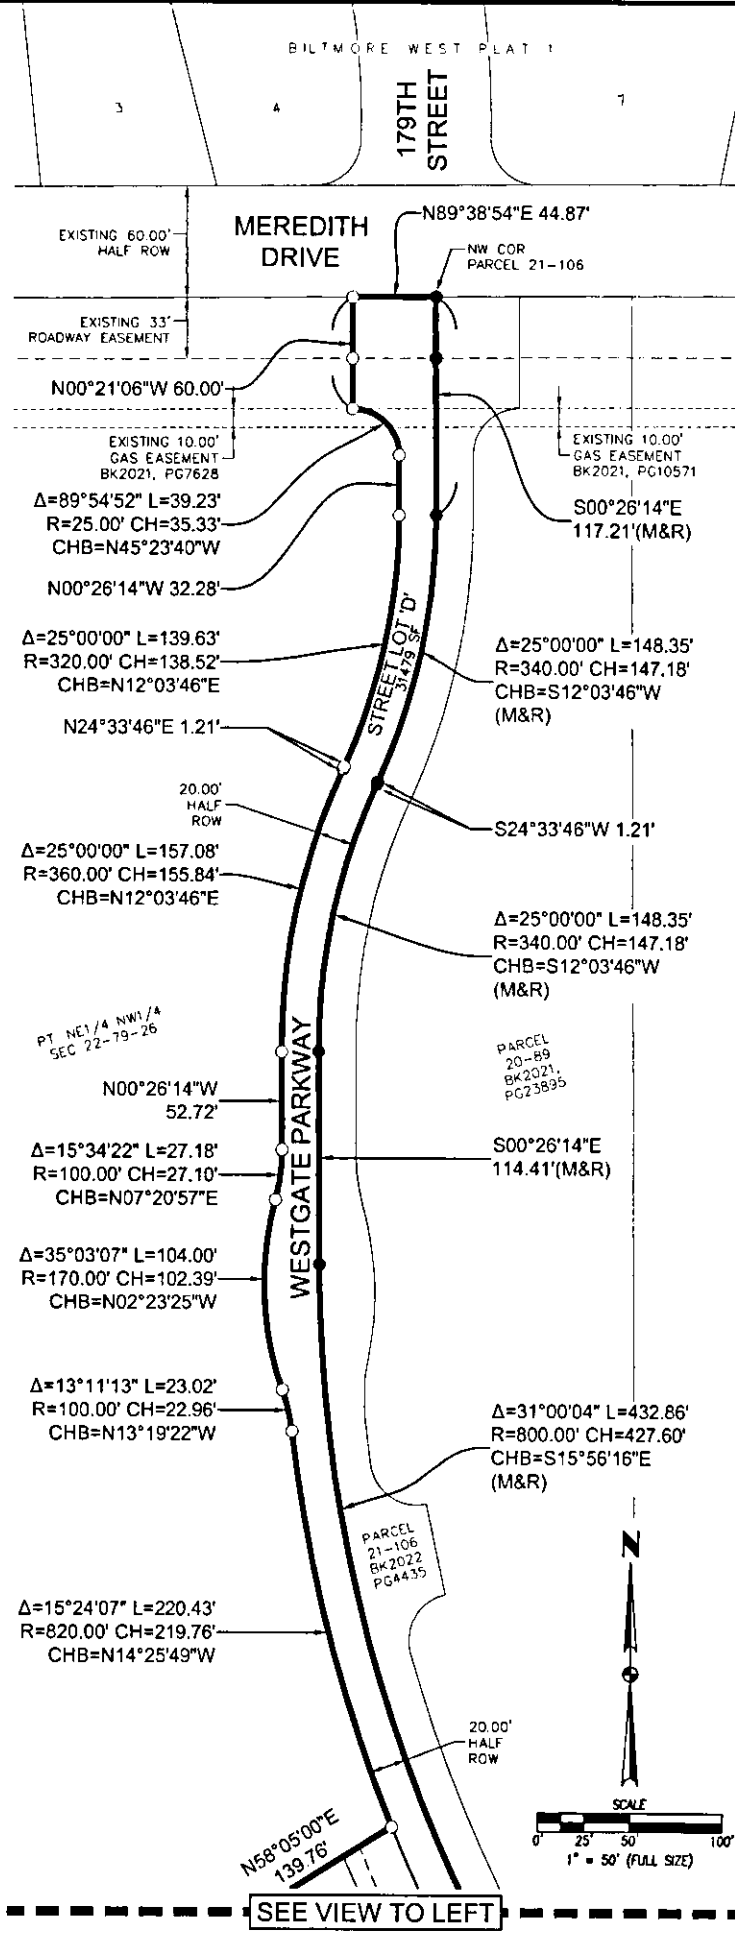 BILTMORE WEST PLAT 1
3
4
7
179TH
STREET
EXISTING 60.00'
HALF ROW
MEREDITH
DRIVE
N89°38'54"E 44.87'
NW COR
PARCEL 21-106
EXISTING 33'
ROADWAY EASEMENT
N00°21'06"W 60.00'
EXISTING 10.00'
GAS EASEMENT
BK2021, PG7628
EXISTING 10.00'
GAS EASEMENT
BK2021, PG10571
Δ=89°54'52" L=39.23'
R=25.00' CH=35.33'
CHB=N45°23'40"W
S00°26'14"E
117.21'(M&R)
N00°26'14"W 32.28'
STREET LOT 'D'
31479 SF
Δ=25°00'00" L=139.63'
R=320.00' CH=138.52'
CHB=N12°03'46"E
Δ=25°00'00" L=148.35'
R=340.00' CH=147.18'
CHB=S12°03'46"W
(M&R)
N24°33'46"E 1.21'
20.00'
HALF
ROW
S24°33'46"W 1.21'
Δ=25°00'00" L=157.08'
R=360.00' CH=155.84'
CHB=N12°03'46"E
Δ=25°00'00" L=148.35'
R=340.00' CH=147.18'
CHB=S12°03'46"W
(M&R)
PT NE1/4 NW1/4
SEC 22-79-26
WESTGATE PARKWAY
PARCEL
20-89
BK2021,
PG23895
N00°26'14"W
52.72'
Δ=15°34'22" L=27.18'
R=100.00' CH=27.10'
CHB=N07°20'57"E
S00°26'14"E
114.41'(M&R)
Δ=35°03'07" L=104.00'
R=170.00' CH=102.39'
CHB=N02°23'25"W
Δ=13°11'13" L=23.02'
R=100.00' CH=22.96'
CHB=N13°19'22"W
Δ=31°00'04" L=432.86'
R=800.00' CH=427.60'
CHB=S15°56'16"E
(M&R)
PARCEL
21-106
BK2022
PG4435
N
Δ=15°24'07" L=220.43'
R=820.00' CH=219.76'
CHB=N14°25'49"W
20.00'
HALF
ROW
N58°05'00"E
139.76'
SCALE
0' 25' 50' 100'
1" = 50' (FULL SIZE)
SEE VIEW TO LEFT